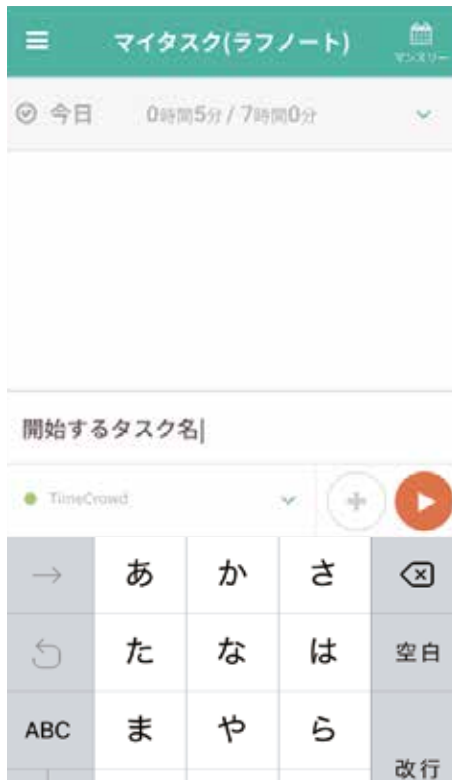 マイタスク(ラフノート)
マンスリー
今日 0時間5分 / 7時間0分
開始するタスク名
TimeCrowd
→ あ か さ
た な は 空白
ABC ま や ら
改行